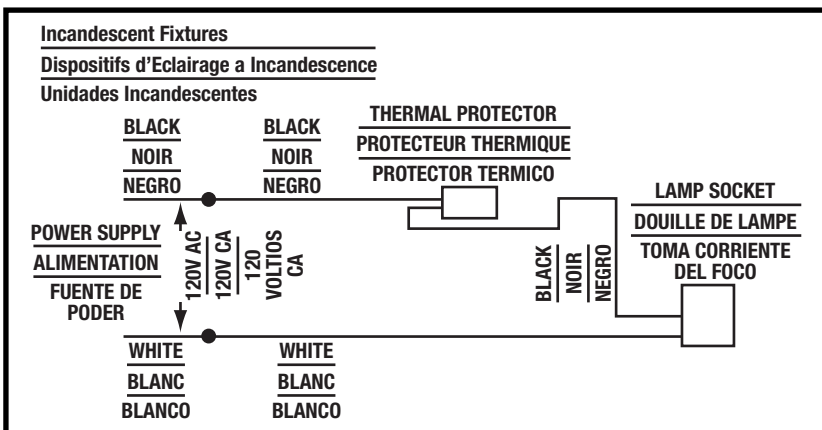 Incandescent Fixtures
Dispositifs d'Eclairage a Incandescence
Unidades Incandescentes
BLACK
NOIR
NEGRO
BLACK
NOIR
NEGRO
THERMAL PROTECTOR
PROTECTEUR THERMIQUE
PROTECTOR TERMICO
LAMP SOCKET
DOUILLE DE LAMPE
TOMA CORRIENTE
DEL FOCO
POWER SUPPLY
ALIMENTATION
FUENTE DE
PODER
120V AC
120V CA
120
VOLTIOS
CA
BLACK
NOIR
NEGRO
WHITE
BLANC
BLANCO
WHITE
BLANC
BLANCO